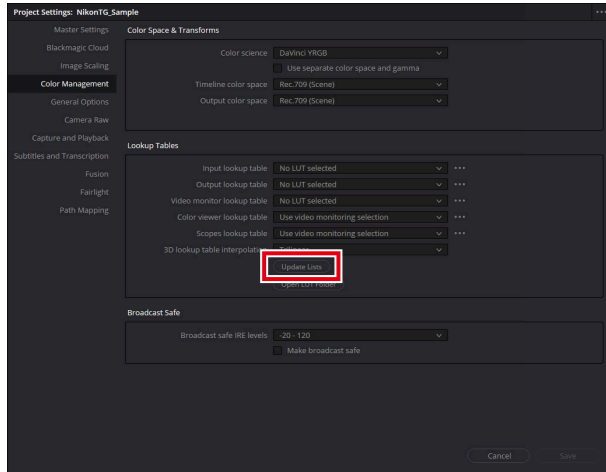 Project Settings: NikonTG_Sample
Master Settings
Blackmagic Cloud
Image Scaling
Color Management
General Options
Camera Raw
Capture and Playback
Subtitles and Transcription
Fusion
Fairlight
Path Mapping
Color Space & Transforms
Color science DaVinci YRGB
Use separate color space and gamma
Timeline color space Rec.709 (Scene)
Output color space Rec.709 (Scene)
Lookup Tables
Input lookup table No LUT selected
Output lookup table No LUT selected
Video monitor lookup table No LUT selected
Color viewer lookup table Use video monitoring selection
Scopes lookup table Use video monitoring selection
3D lookup table interpolation Trilinear
Update Lists
Open LUT Folder
Broadcast Safe
Broadcast safe IRE levels -20 - 120
Make broadcast safe
Cancel Save